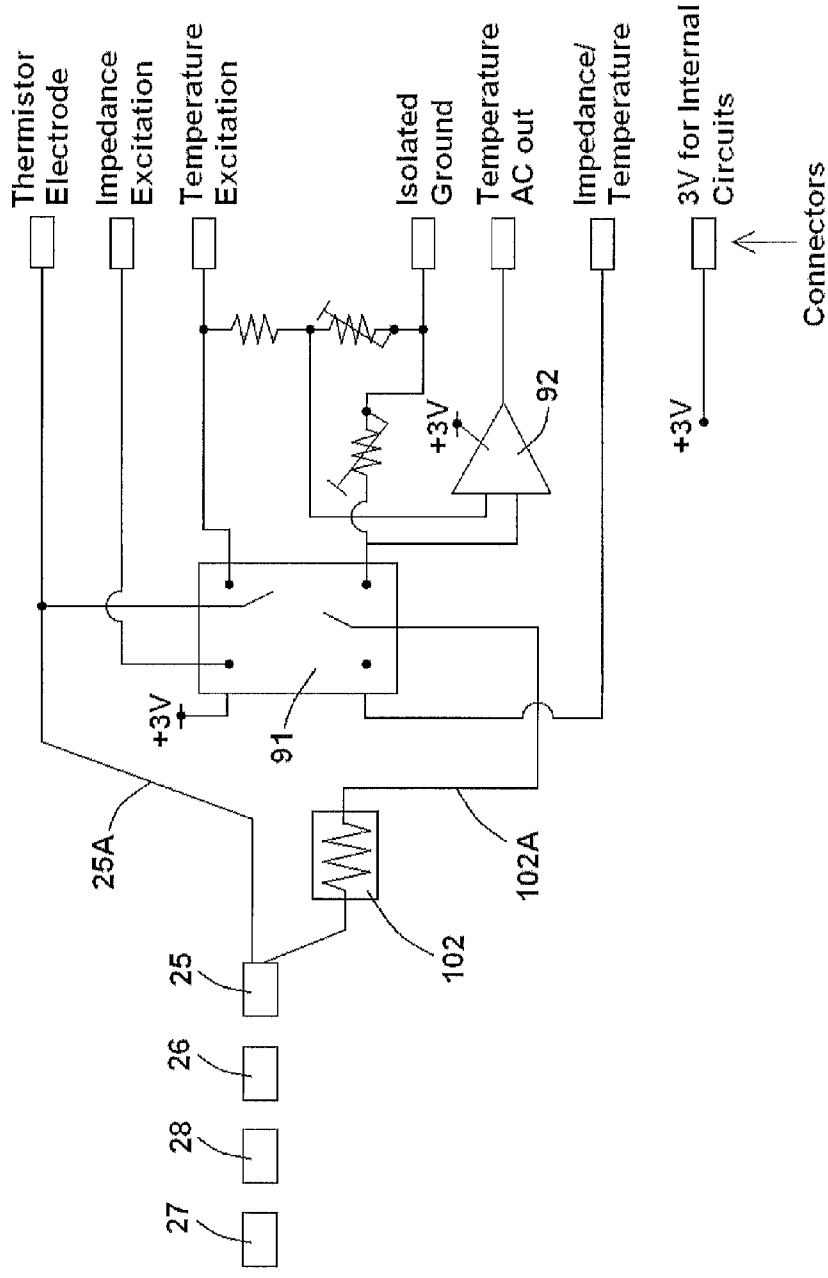 Thermistor
Electrode
Impedance
Excitation
Temperature
Excitation
Isolated
Ground
Temperature
AC out
Impedance/
Temperature
3V for Internal
Circuits
Connectors
+3V
92
+3V
+3V
91
25A
102A
102
25
26
28
27